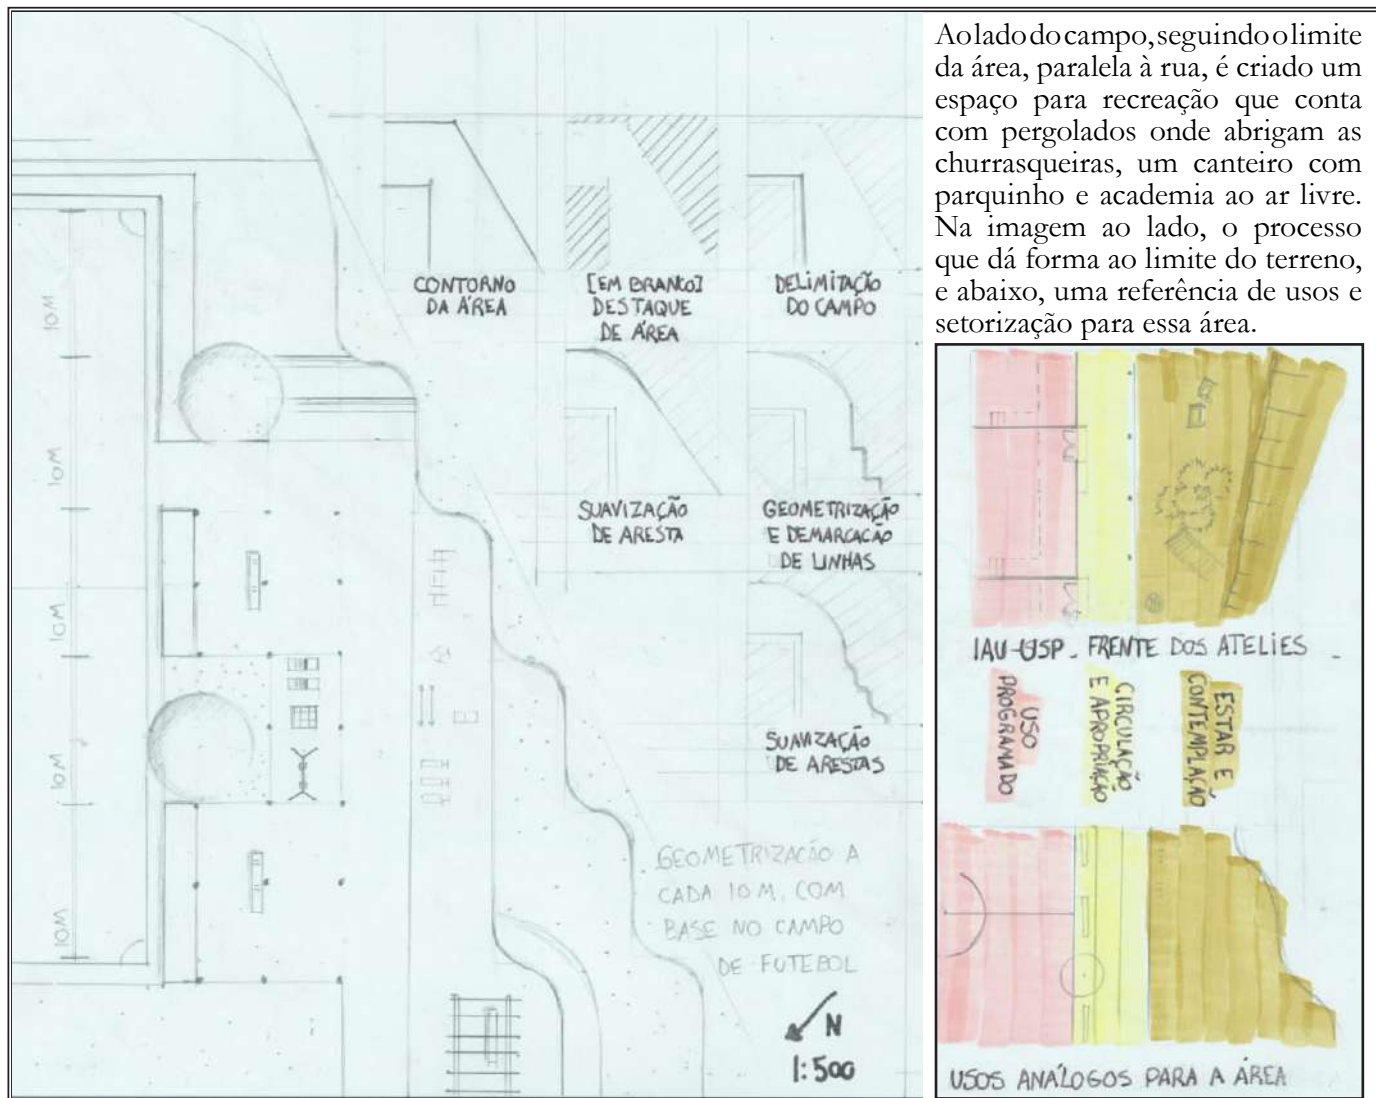 Ao lado do campo, seguindo o limite
da área, paralela à rua, é criado um
espaço para recreação que conta
com pergolados onde abrigam as
churrasqueiras, um canteiro com
parquinho e academia ao ar livre.
Na imagem ao lado, o processo
que dá forma ao limite do terreno,
e abaixo, uma referência de usos e
setorização para essa área.
CONTORNO
DA ÁREA
[EM BRANCO]
DESTAQUE
DE ÁREA
DELIMITAÇÃO
DO CAMPO
SUAVIZAÇÃO
DE ARESTA
GEOMETRIZAÇÃO
E DEMARCAÇÃO
DE LINHAS
SUAVIZAÇÃO
DE ARESTAS
10M
10M
10M
10M
10M
GEOMETRIZACÃO A
CADA 10 M, COM
BASE NO CAMPO
DE FUTEBOL
N
1:500
IAU-USP - FRENTE DOS ATELIES
USO
PROGRAMADO
CIRCULAÇÃO
E APROPRIAÇÃO
ESTAR E
CONTEMPLAÇÃO
USOS ANÁLOGOS PARA A ÁREA